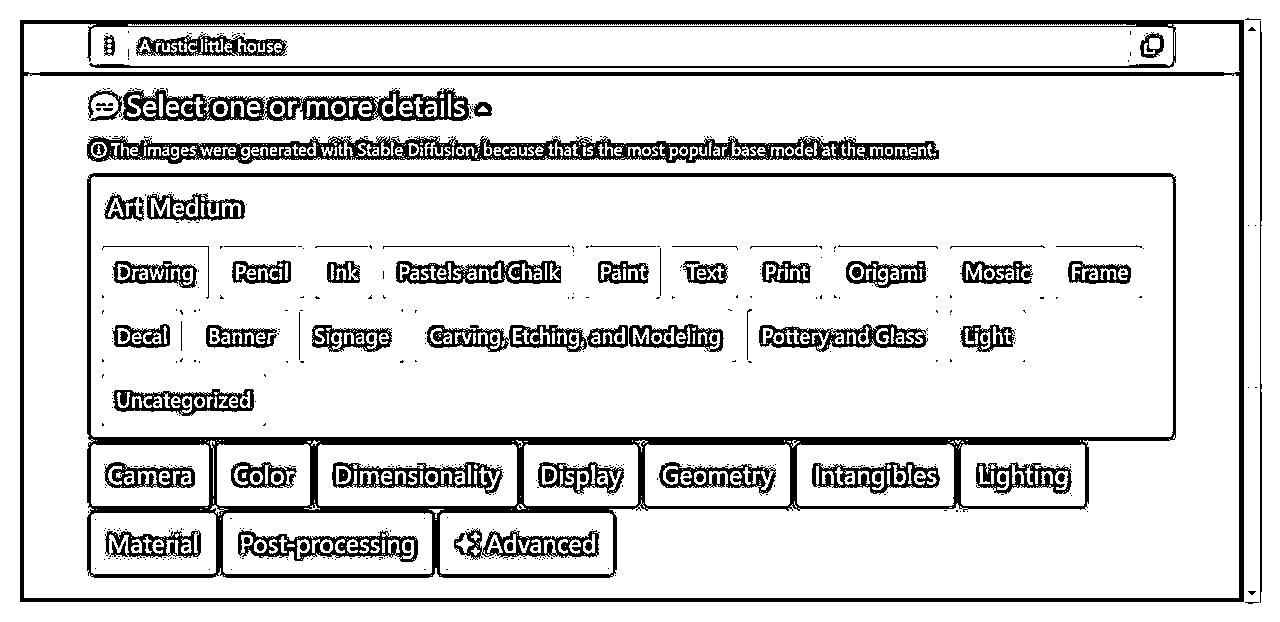 A rustic little house
Select one or more details
The images were generated with Stable Diffusion, because that is the most popular base model at the moment.
Art Medium
Drawing Pencil Ink Pastels and Chalk Paint Text Print Origami Mosaic Frame
Decal Banner Signage Carving, Etching, and Modeling Pottery and Glass Light
Uncategorized
Camera Color Dimensionality Display Geometry Intangibles Lighting
Material Post-processing Advanced